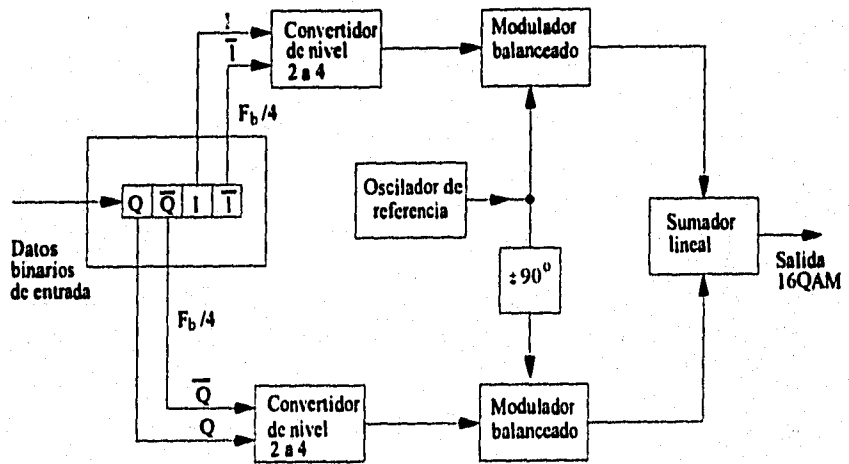 I
Ī
Convertidor
de nivel
2 a 4
Modulador
balanceado
F_b/4
Q Q̄ I Ī
Oscilador de
referencia
Sumador
lineal
Datos
binarios
de entrada
±90°
Salida
16QAM
F_b/4
Q̄
Q
Convertidor
de nivel
2 a 4
Modulador
balanceado